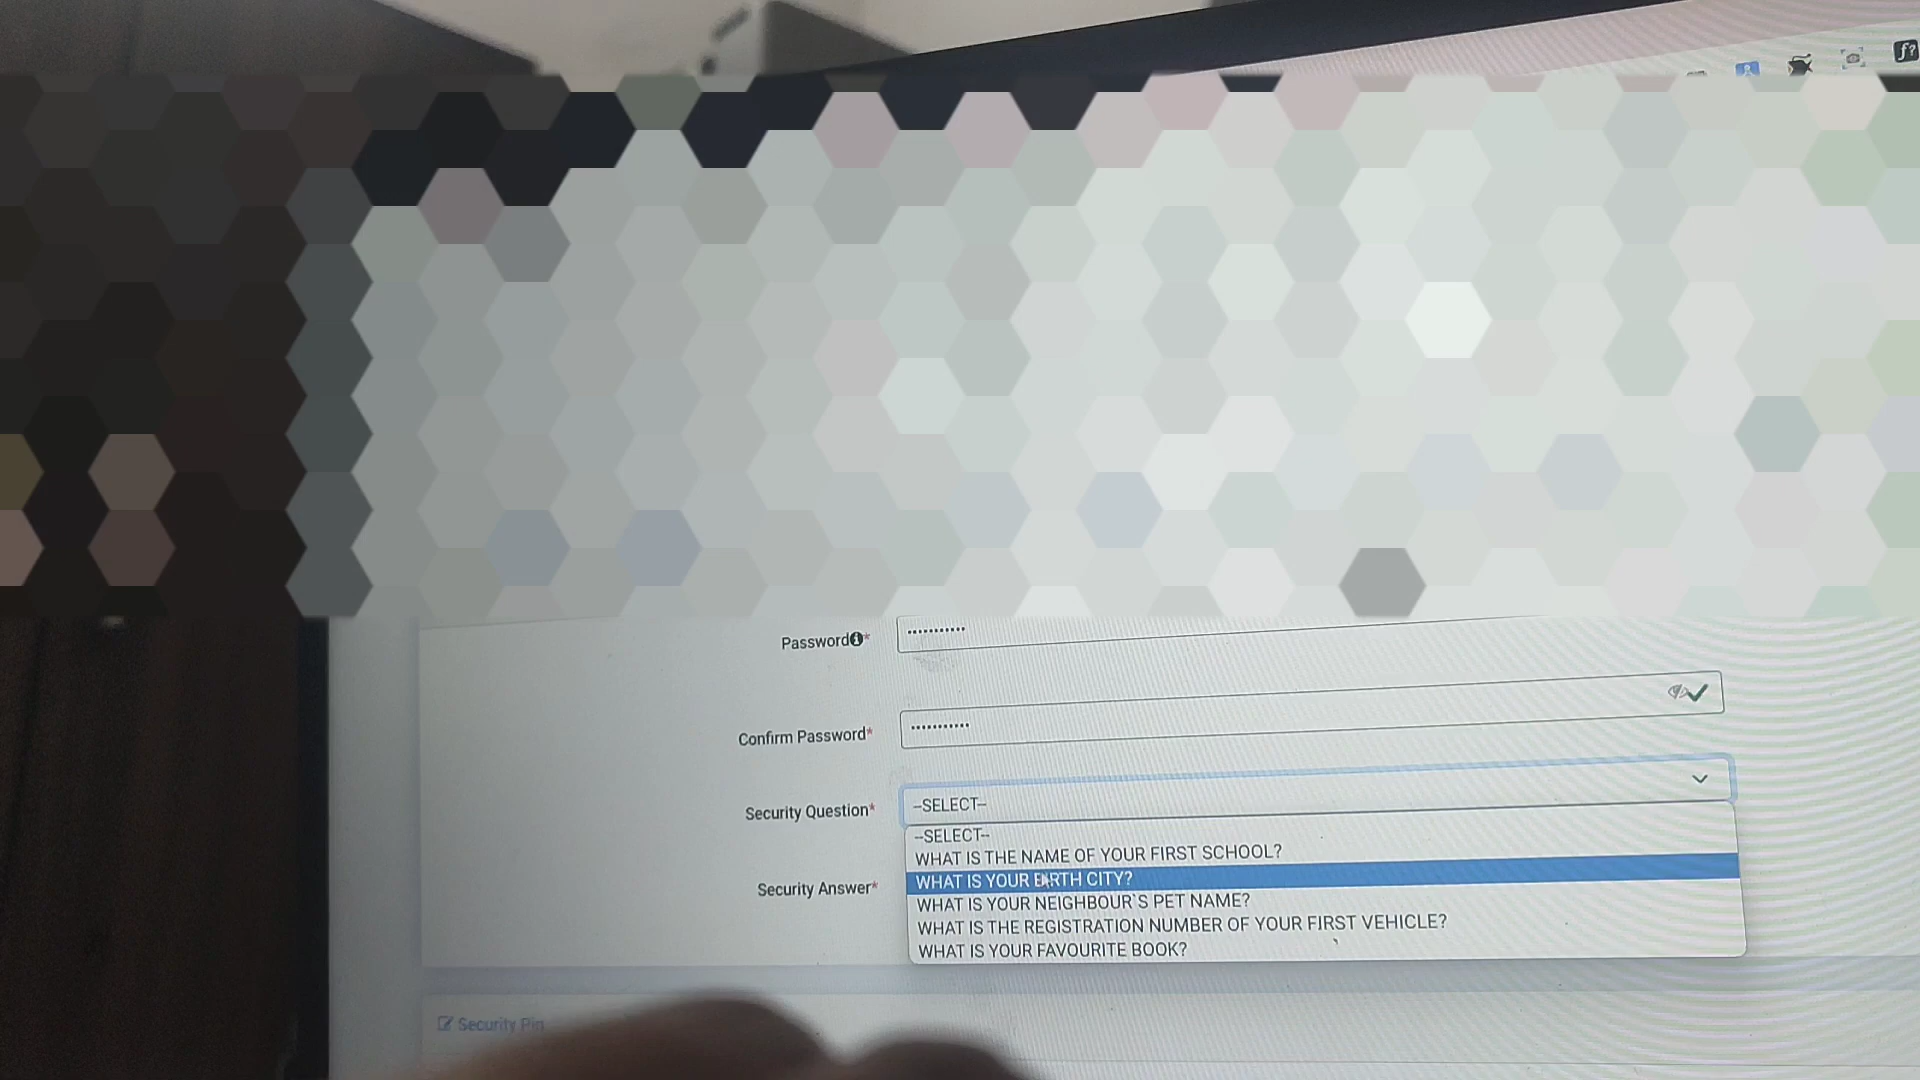 f?
Password*
•••••••••••
Confirm Password*
•••••••••••
Security Question*
--SELECT--
--SELECT--
WHAT IS THE NAME OF YOUR FIRST SCHOOL?
WHAT IS YOUR BIRTH CITY?
Security Answer*
WHAT IS YOUR NEIGHBOUR`S PET NAME?
WHAT IS THE REGISTRATION NUMBER OF YOUR FIRST VEHICLE?
WHAT IS YOUR FAVOURITE BOOK?
Security Pin